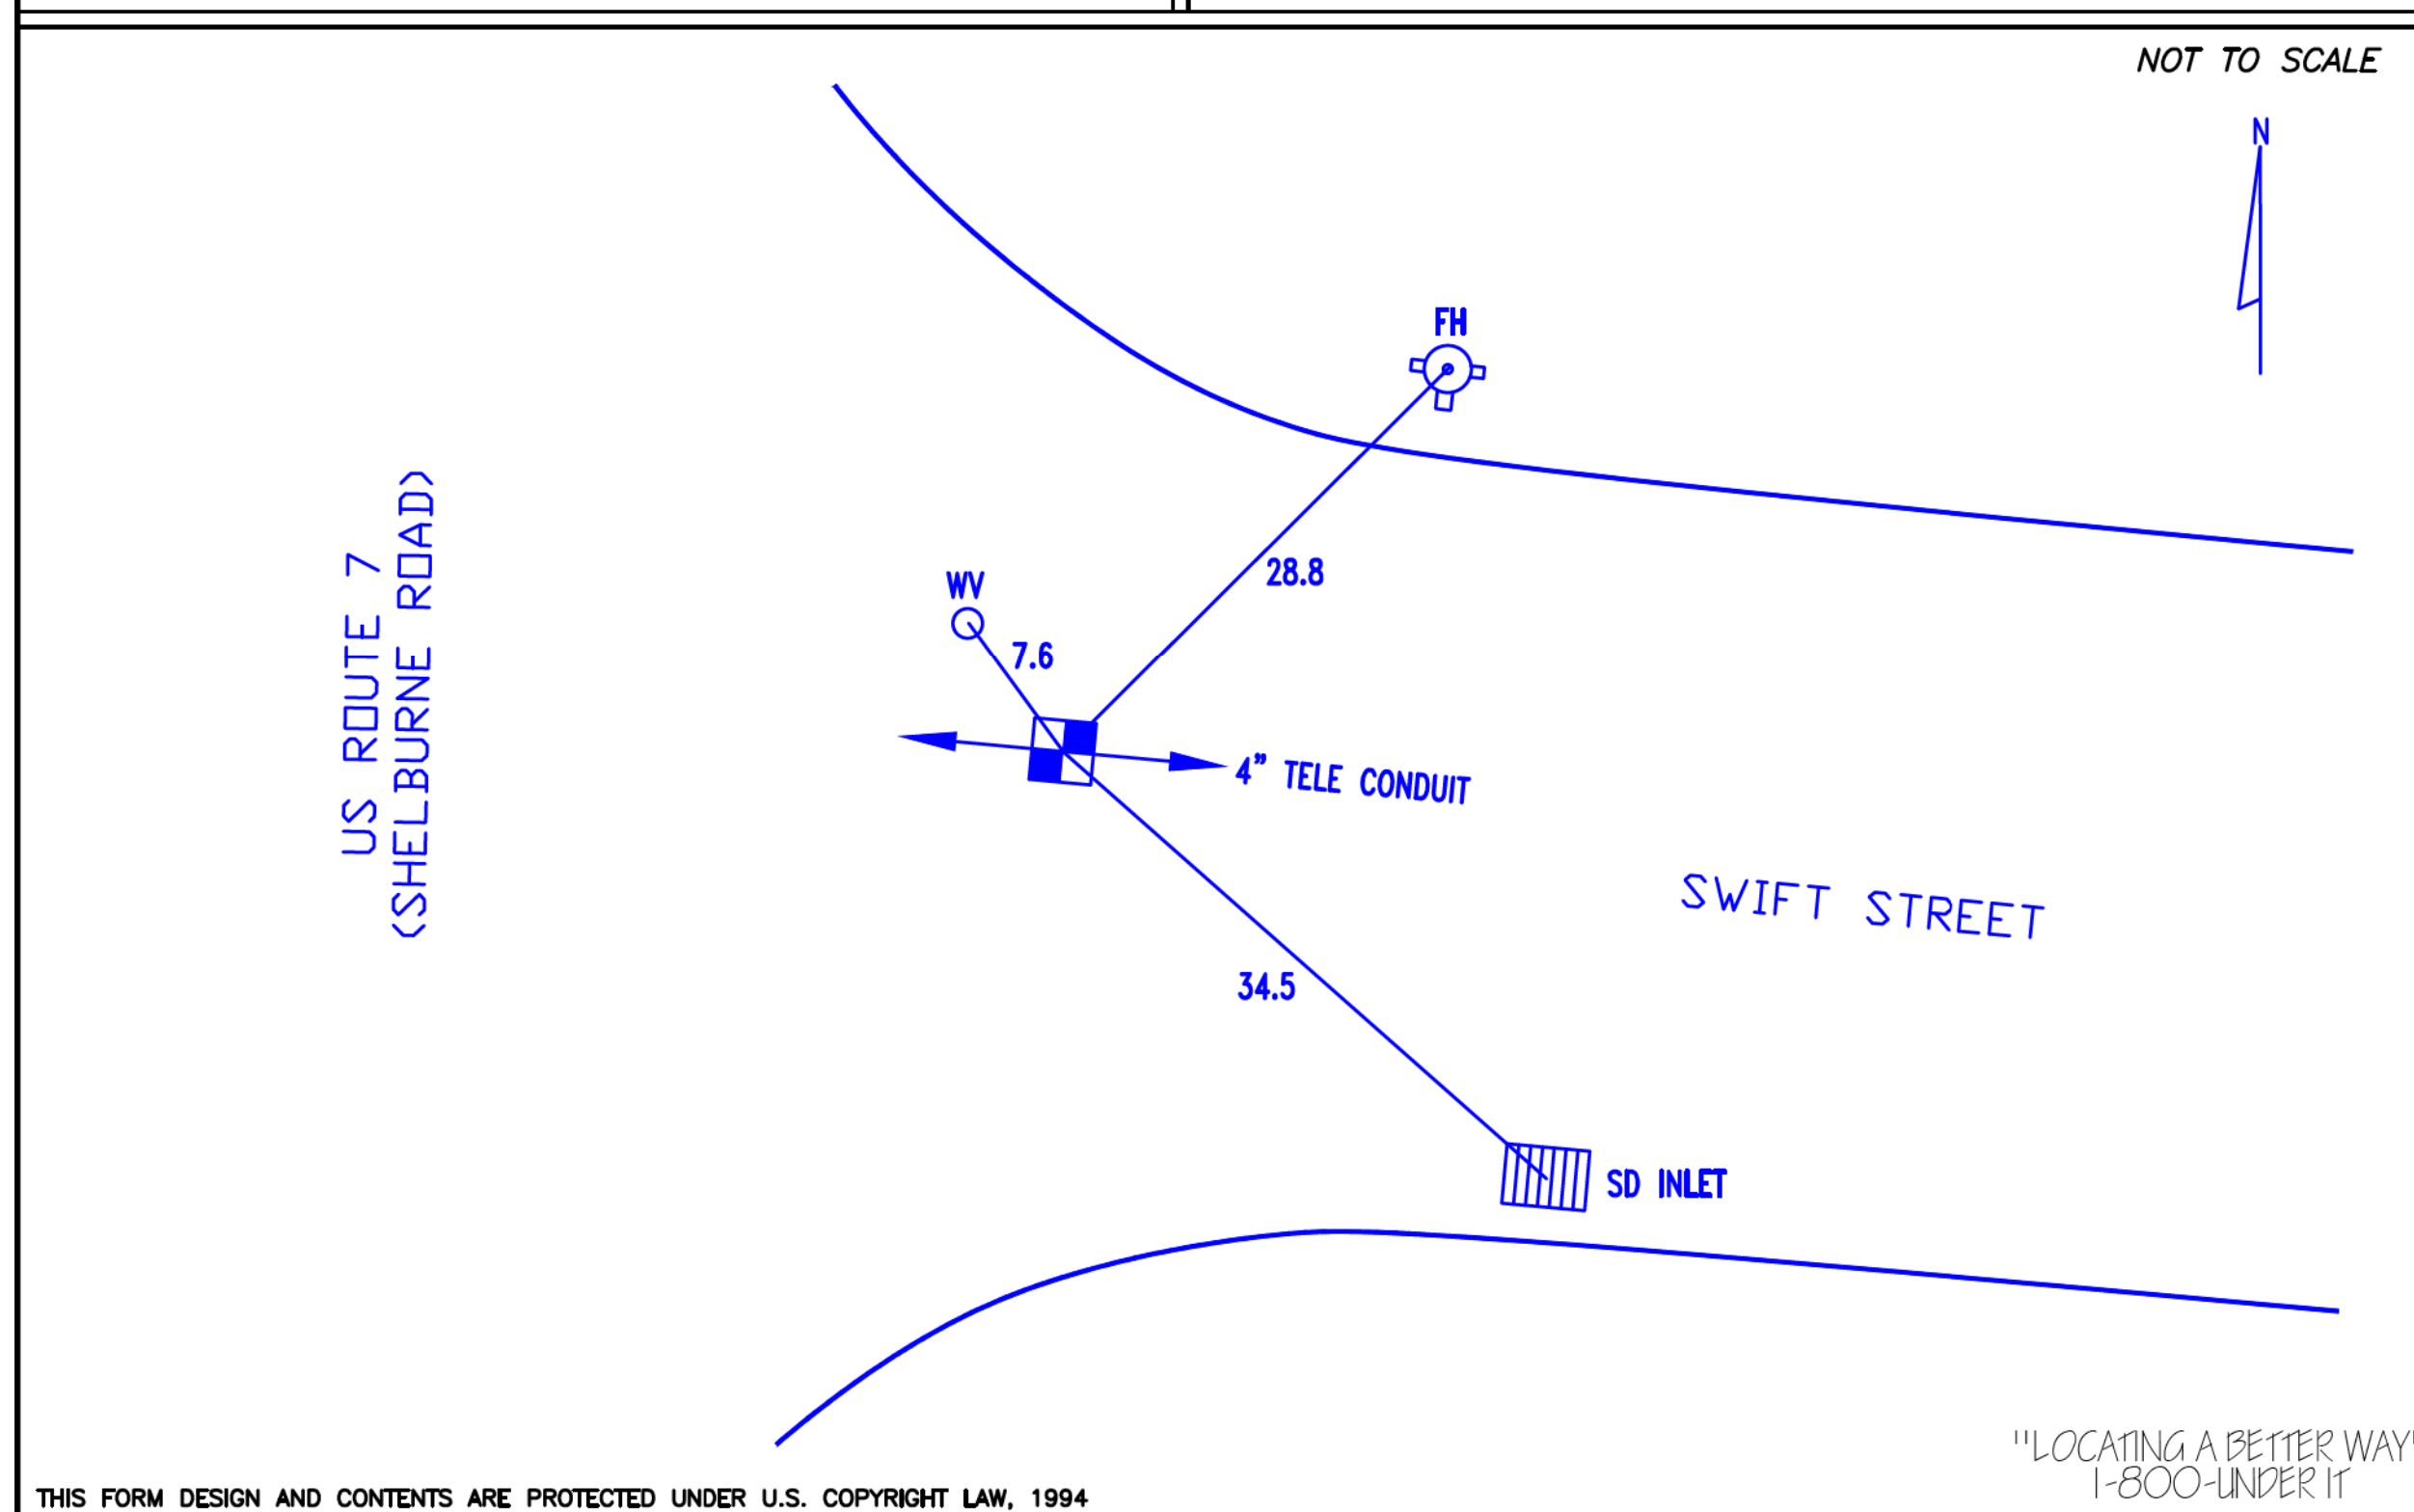 NOT TO SCALE
N
FH
28.8
WV
7.6
US ROUTE 7
(SHELBURNE ROAD)
4" TELE CONDUIT
SWIFT STREET
34.5
SD INLET
"LOCATING A BETTER WAY"
1-800-UNDER IT
THIS FORM DESIGN AND CONTENTS ARE PROTECTED UNDER U.S. COPYRIGHT LAW, 1994